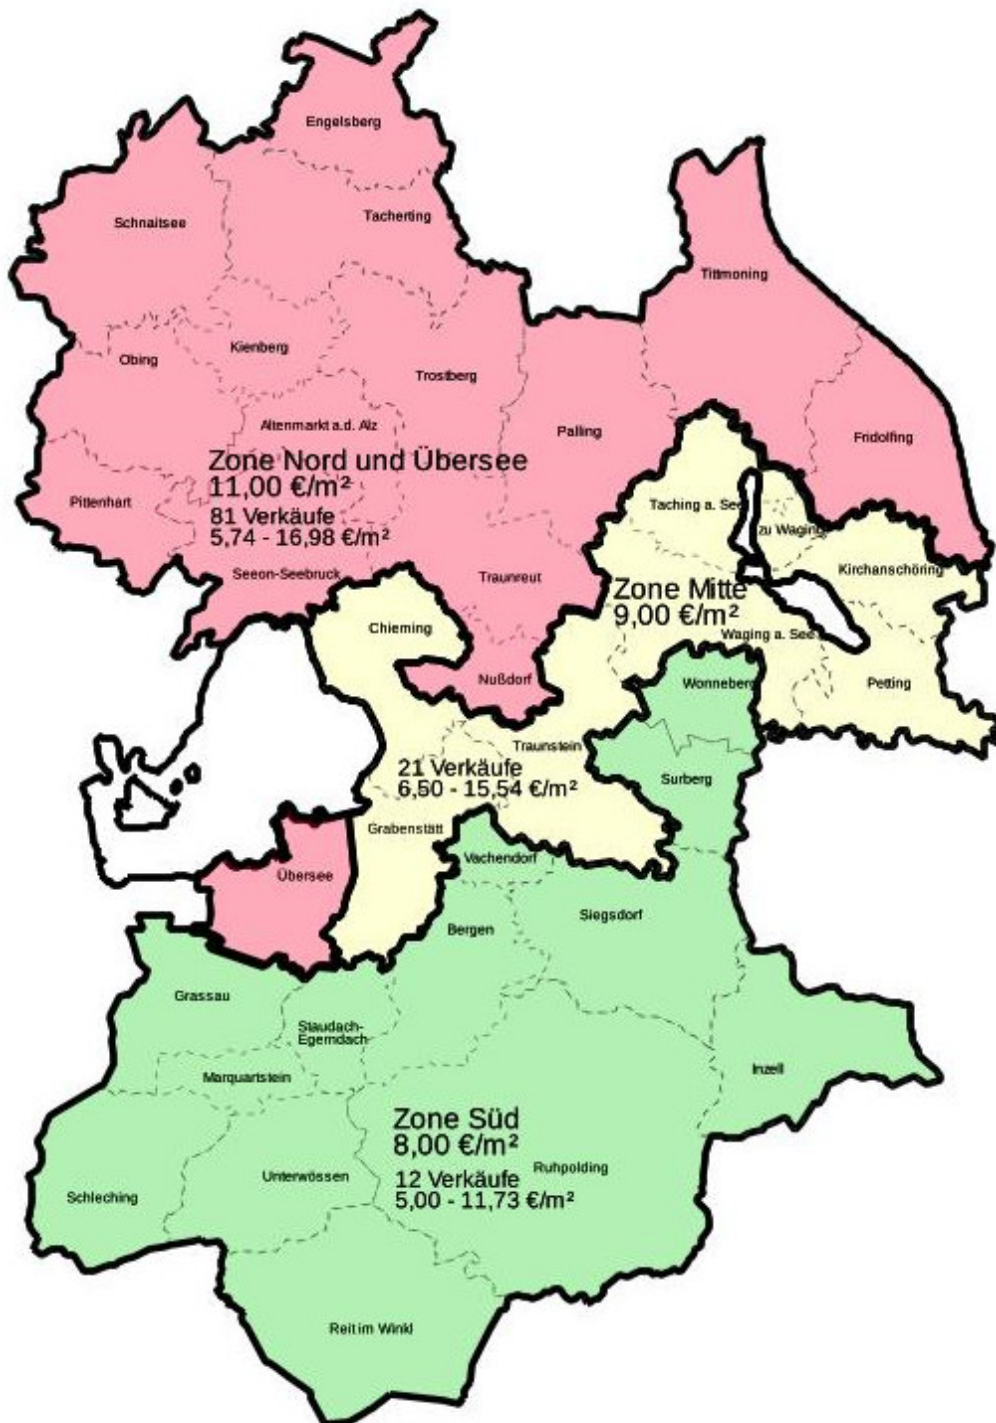 Engelsberg
Tacherting
Schnaitsee
Tittmoning
Kienberg
Obing
Trostberg
Altenmarkt a.d. Alz
Palling
Fridolfing
Zone Nord und Übersee
11,00 €/m²
Pittenhart
81 Verkäufe
5,74 - 16,98 €/m²
Taching a. See
zu Waging
Seeon-Seebruck
Traunreut
Kirchanschöring
Zone Mitte
9,00 €/m²
Chieming
Waging a. See
Nußdorf
Wonneberg
Petting
Traunstein
21 Verkäufe
6,50 - 15,54 €/m²
Surberg
Grabenstätt
Vachendorf
Übersee
Siegsdorf
Bergen
Grassau
Staudach-
Egerndach
Marquartstein
Inzell
Zone Süd
8,00 €/m²
Ruhpolding
Unterwössen
12 Verkäufe
5,00 - 11,73 €/m²
Schleching
Reit im Winkl